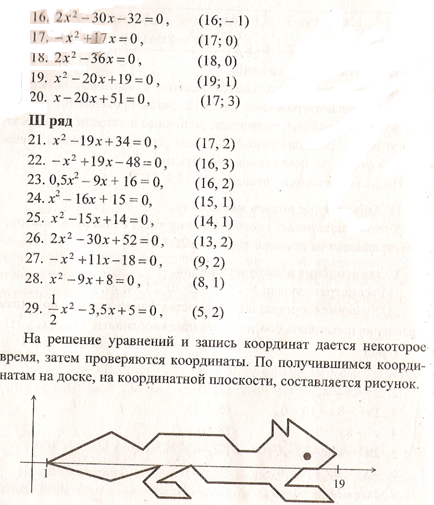 16. 2x² − 30x − 32 = 0, (16; − 1)
17. −x² + 17x = 0, (17; 0)
18. 2x² − 36x = 0, (18, 0)
19. x² − 20x + 19 = 0, (19; 1)
20. x − 20x + 51 = 0, (17; 3)
III ряд
21. x² − 19x + 34 = 0, (17, 2)
22. −x² + 19x − 48 = 0, (16, 3)
23. 0,5x² − 9x + 16 = 0, (16, 2)
24. x² − 16x + 15 = 0, (15, 1)
25. x² − 15x + 14 = 0, (14, 1)
26. 2x² − 30x + 52 = 0, (13, 2)
27. −x² + 11x − 18 = 0, (9, 2)
28. x² − 9x + 8 = 0, (8, 1)
29. 1/2 x² − 3,5x + 5 = 0, (5, 2)
На решение уравнений и запись координат дается некоторое
время, затем проверяются координаты. По получившимся коорди-
натам на доске, на координатной плоскости, составляется рисунок.
1 19